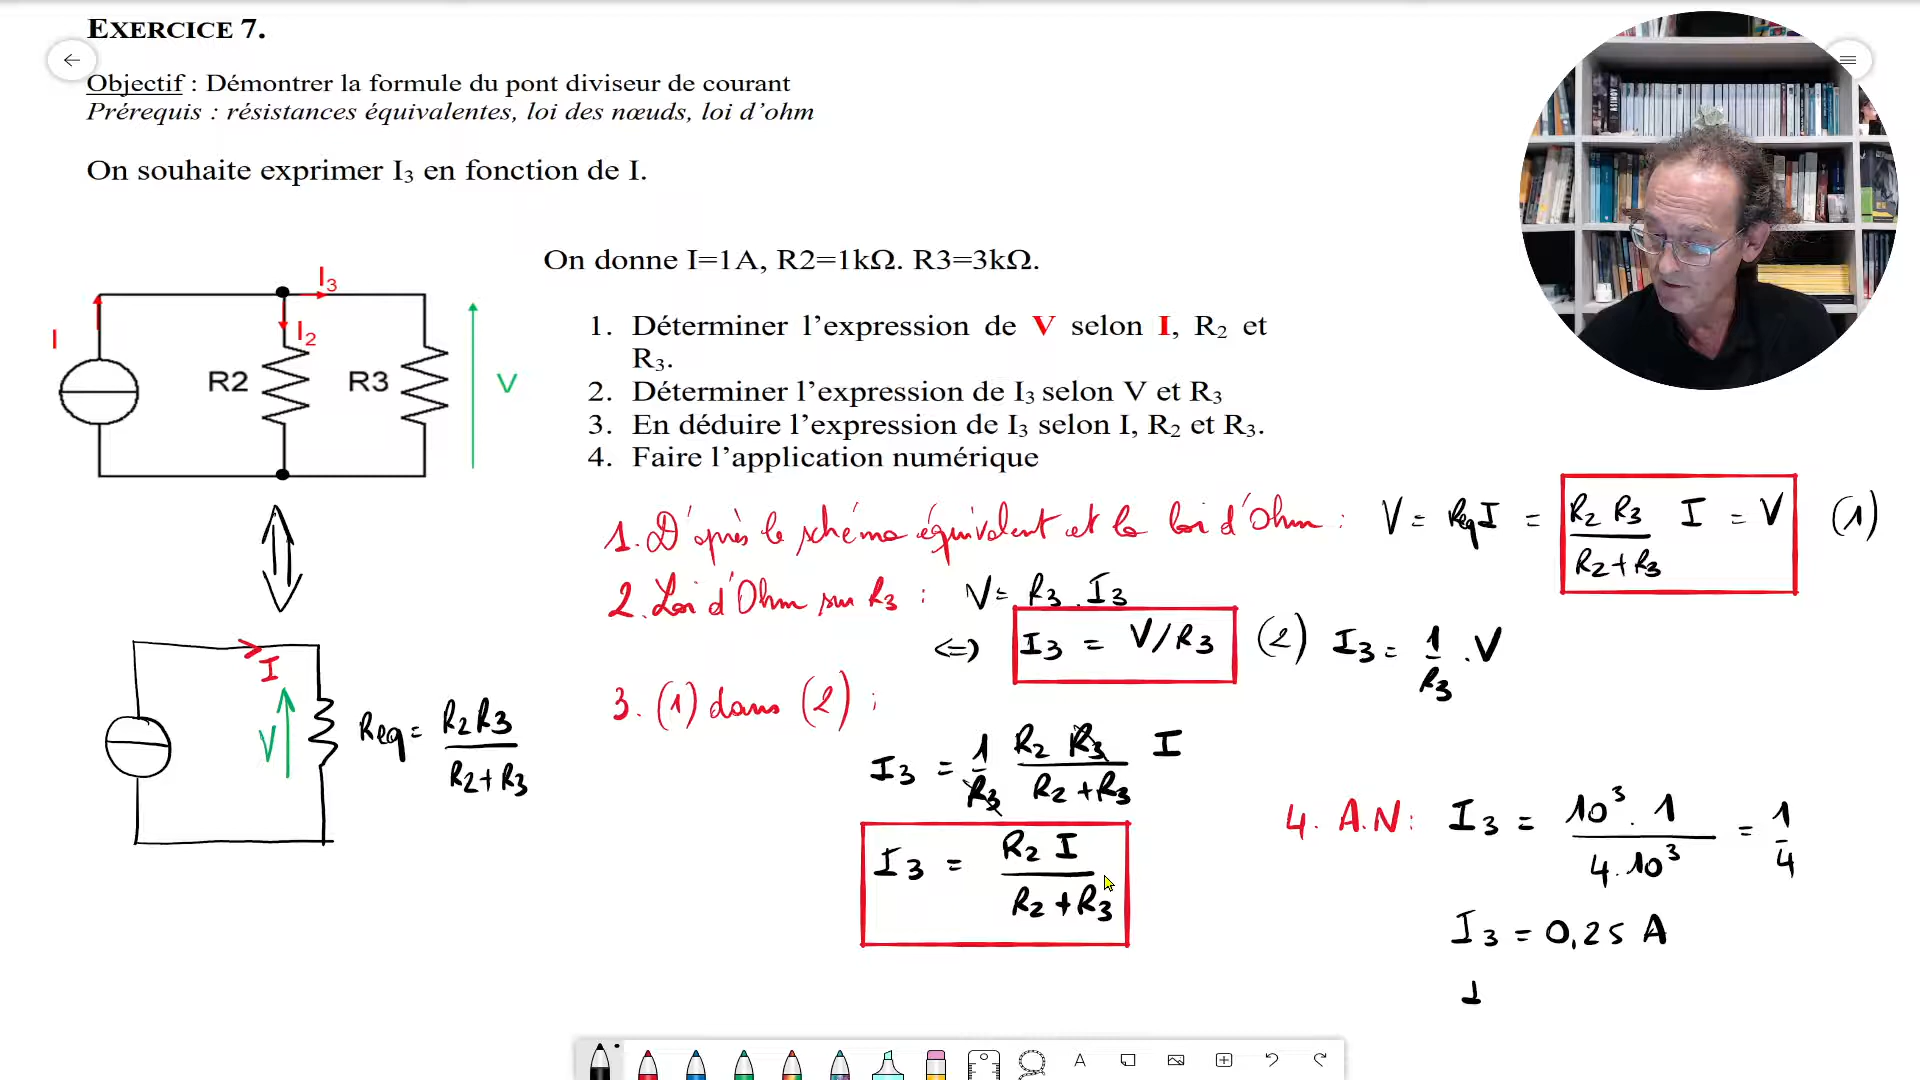 EXERCICE 7.
Objectif : Démontrer la formule du pont diviseur de courant
Prérequis : résistances équivalentes, loi des nœuds, loi d'ohm
On souhaite exprimer I₃ en fonction de I.
On donne I=1A, R2=1kΩ. R3=3kΩ.
I
I₃
I₂
R2
R3
V
1. Déterminer l'expression de V selon I, R₂ et
R₃.
2. Déterminer l'expression de I₃ selon V et R₃
3. En déduire l'expression de I₃ selon I, R₂ et R₃.
4. Faire l'application numérique
1. D'après le schéma équivalent et la loi d'Ohm : V = Req I = R₂ R₃ / (R₂ + R₃) I = V (1)
2. Loi d'Ohm sur R₃ : V = R₃ . I₃
<=> I₃ = V/R₃ (2) I₃ = 1/R₃ . V
3. (1) dans (2) :
I₃ = 1/R₃ R₂ R₃ / (R₂ + R₃) I
I₃ = R₂ I / (R₂ + R₃)
I
V
Req = R₂R₃ / (R₂ + R₃)
4. A.N : I₃ = 10³ . 1 / 4.10³ = 1/4
I₃ = 0,25 A